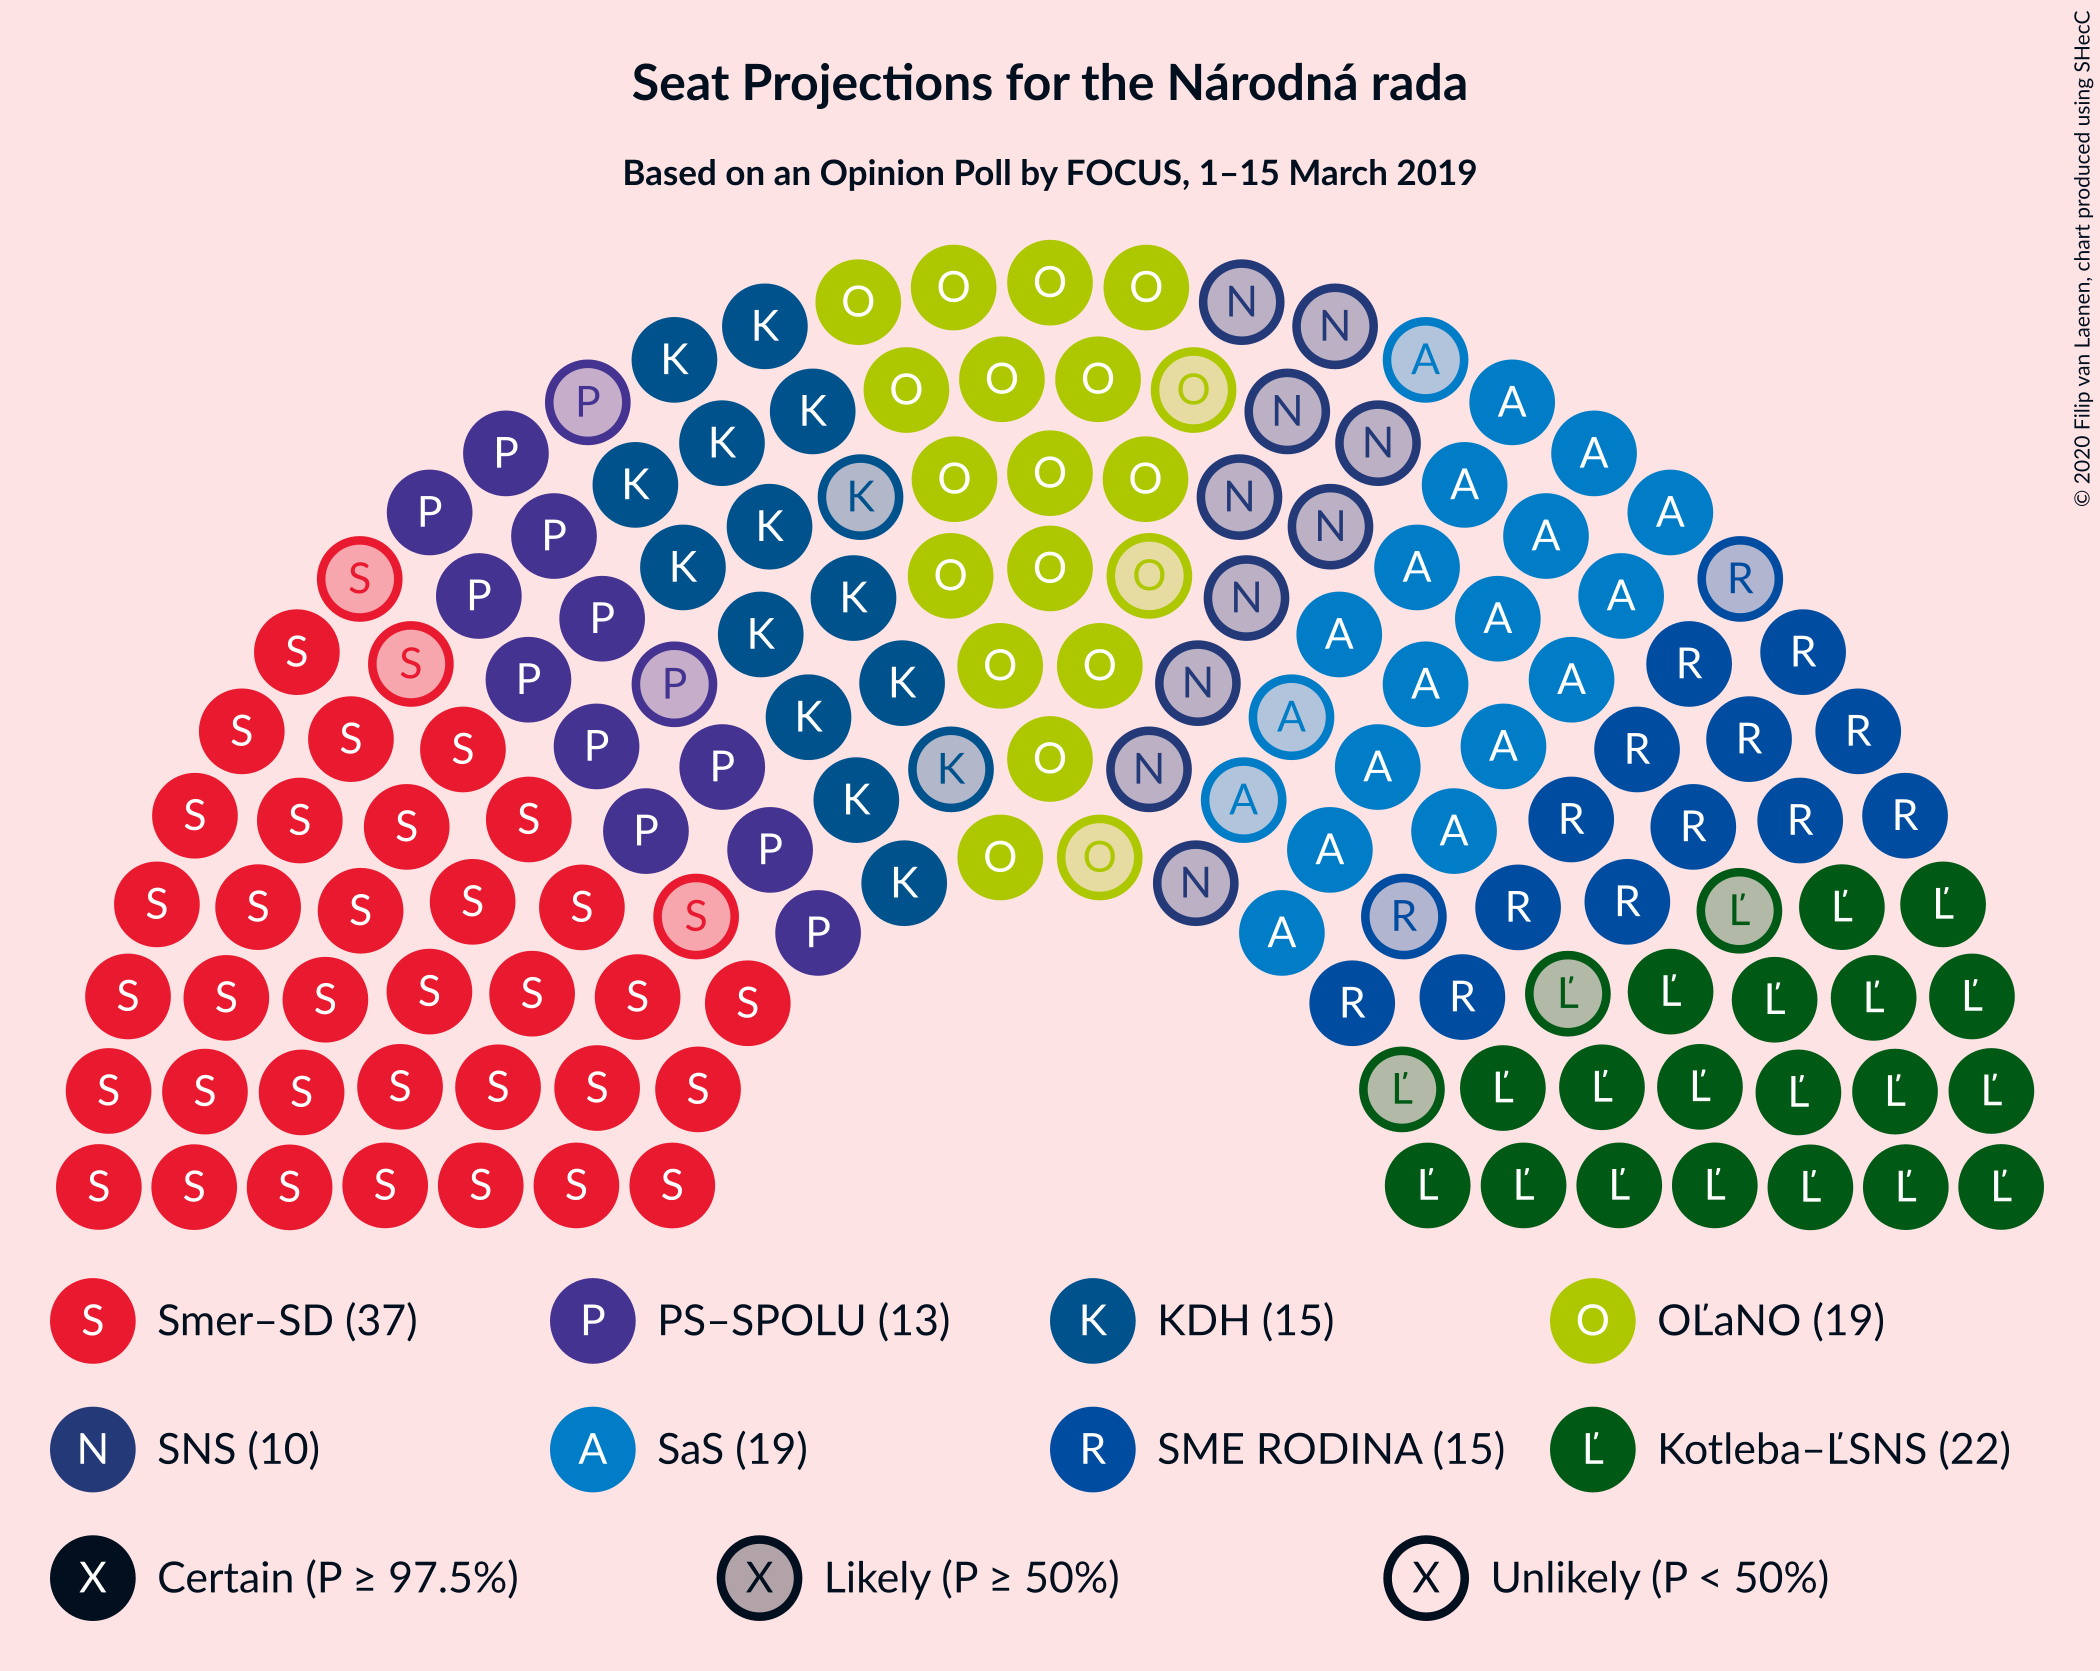 Seat Projections for the Národná rada
Based on an Opinion Poll by FOCUS, 1–15 March 2019
© 2020 Filip van Laenen, chart produced using SHecC
O O O O N N
K K A A
P K K O O O O N N A A
P P K K K O O O N N A A A
S P P K K O O O N A A A R
S S P P P K K K O O N A A A A R R
S S S P P K K O N A A A R R R
S S S S P P K O O N A A A R R R R
S S S S S S P K A R R R Ľ Ľ Ľ
S S S S S S S R R Ľ Ľ Ľ Ľ Ľ
S S S S S S S Ľ Ľ Ľ Ľ Ľ Ľ Ľ
S S S S S S S Ľ Ľ Ľ Ľ Ľ Ľ Ľ
S Smer–SD (37) P PS–SPOLU (13) K KDH (15) O OĽaNO (19)
N SNS (10) A SaS (19) R SME RODINA (15) Ľ Kotleba–ĽSNS (22)
X Certain (P ≥ 97.5%) X Likely (P ≥ 50%) X Unlikely (P < 50%)